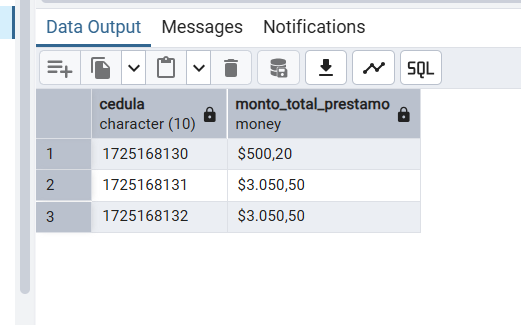 Data Output Messages Notifications
SQL
cedula monto_total_prestamo
character (10) money
1 1725168130 $500,20
2 1725168131 $3.050,50
3 1725168132 $3.050,50